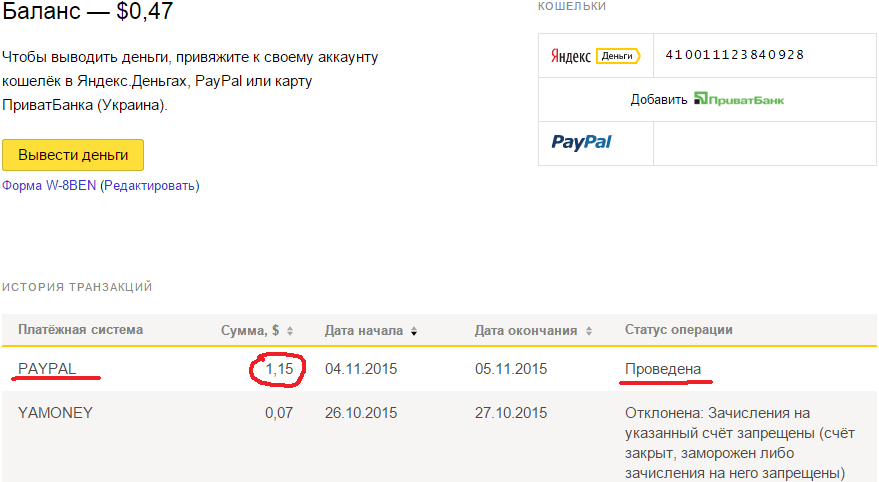 Баланс — $0,47
Чтобы выводить деньги, привяжите к своему аккаунту
кошелёк в Яндекс.Деньгах, PayPal или карту
ПриватБанка (Украина).
Вывести деньги
Форма W-8BEN (Редактировать)
КОШЕЛЬКИ
Яндекс Деньги 410011123840928
Добавить ПриватБанк
PayPal
ИСТОРИЯ ТРАНЗАКЦИЙ
Платёжная система Сумма, $ Дата начала Дата окончания Статус операции
PAYPAL 1,15 04.11.2015 05.11.2015 Проведена
YAMONEY 0,07 26.10.2015 27.10.2015 Отклонена: Зачисления на
указанный счёт запрещены (счёт
закрыт, заморожен либо
зачисления на него запрещены)